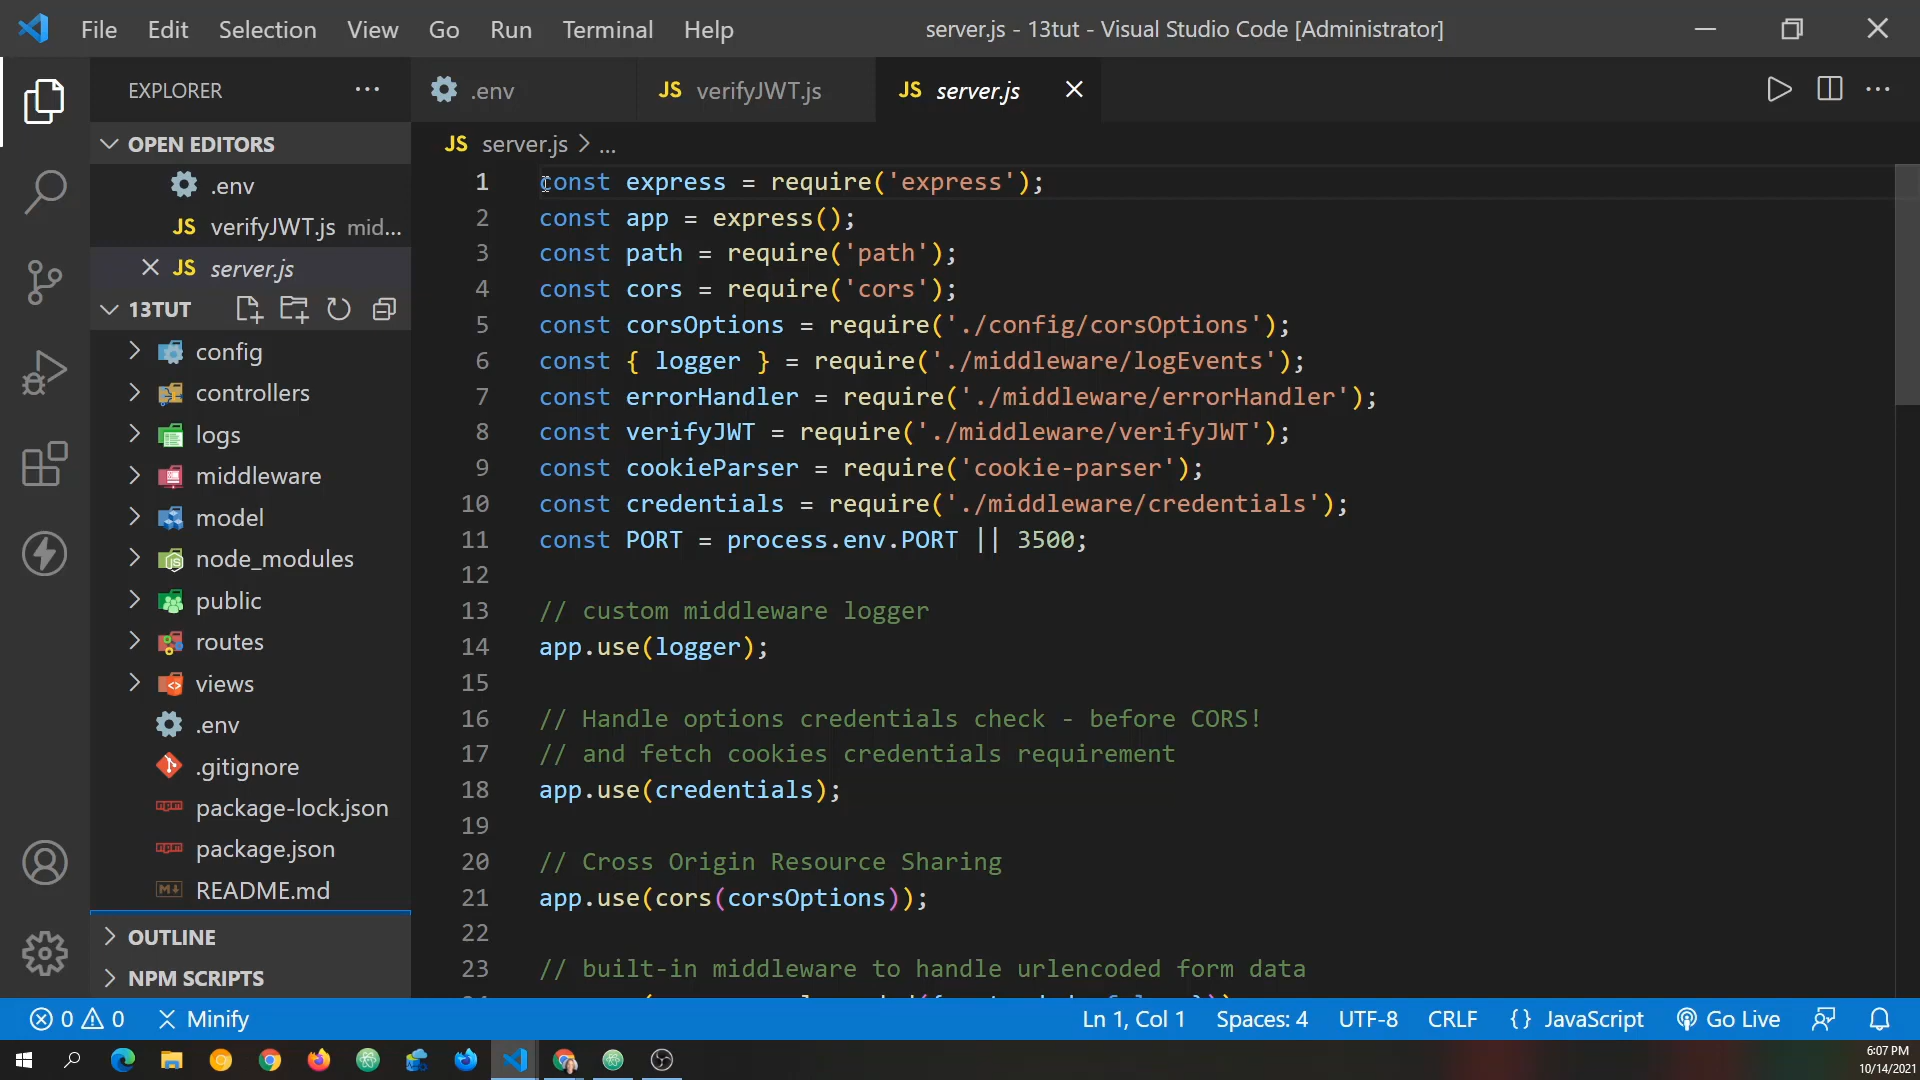 File Edit Selection View Go Run Terminal Help server.js - 13tut - Visual Studio Code [Administrator]
EXPLORER ...
.env
JS verifyJWT.js
JS server.js
OPEN EDITORS
.env
JS verifyJWT.js mid...
JS server.js
13TUT
config
controllers
logs
middleware
model
node_modules
public
routes
views
.env
.gitignore
package-lock.json
package.json
README.md
OUTLINE
NPM SCRIPTS
JS server.js > ...
1 const express = require('express');
2 const app = express();
3 const path = require('path');
4 const cors = require('cors');
5 const corsOptions = require('./config/corsOptions');
6 const { logger } = require('./middleware/logEvents');
7 const errorHandler = require('./middleware/errorHandler');
8 const verifyJWT = require('./middleware/verifyJWT');
9 const cookieParser = require('cookie-parser');
10 const credentials = require('./middleware/credentials');
11 const PORT = process.env.PORT || 3500;
12
13 // custom middleware logger
14 app.use(logger);
15
16 // Handle options credentials check - before CORS!
17 // and fetch cookies credentials requirement
18 app.use(credentials);
19
20 // Cross Origin Resource Sharing
21 app.use(cors(corsOptions));
22
23 // built-in middleware to handle urlencoded form data
0 0 Minify Ln 1, Col 1 Spaces: 4 UTF-8 CRLF {} JavaScript Go Live
6:07 PM
10/14/2021